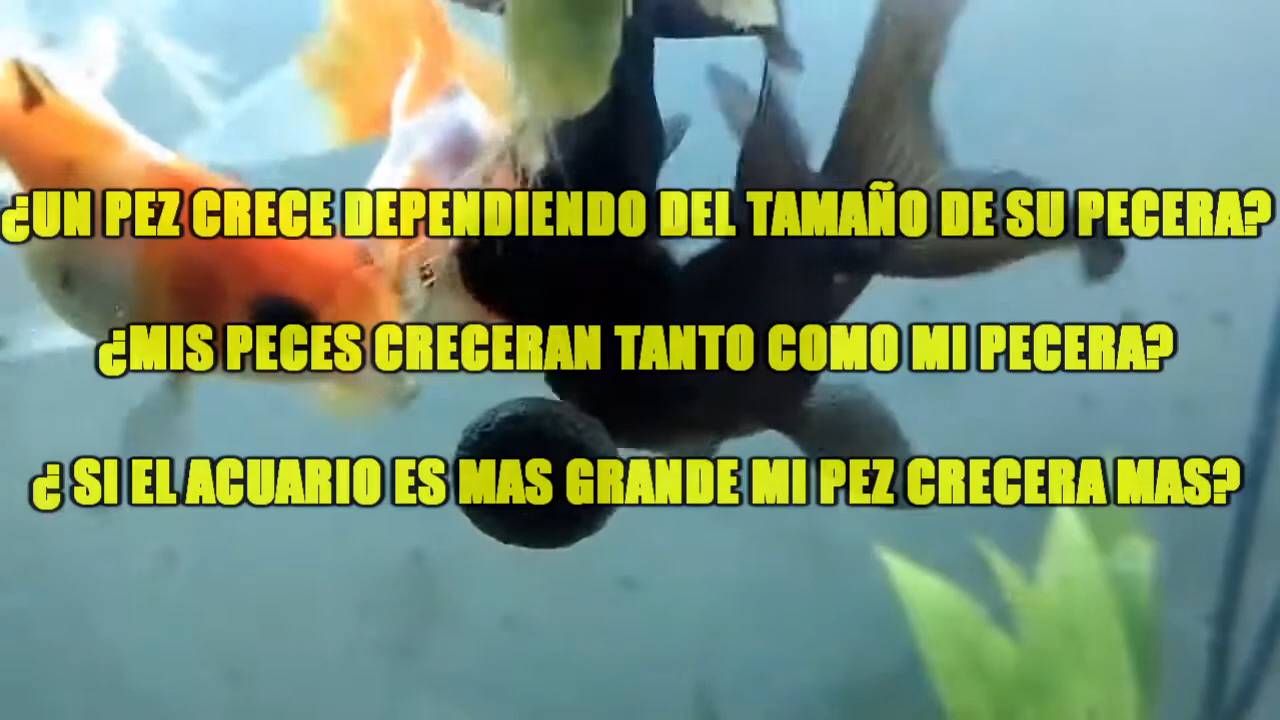 ¿UN PEZ CRECE DEPENDIENDO DEL TAMAÑO DE SU PECERA?
¿MIS PECES CRECERAN TANTO COMO MI PECERA?
¿ SI EL ACUARIO ES MAS GRANDE MI PEZ CRECERA MAS?